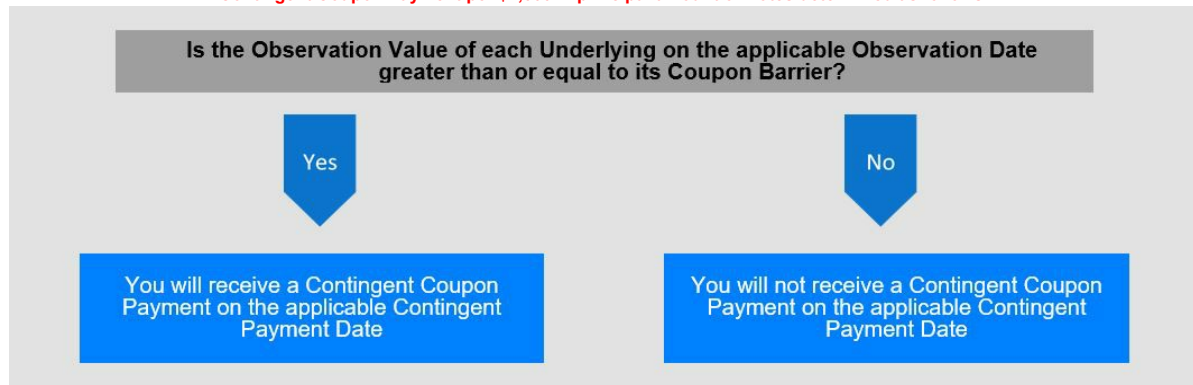 Is the Observation Value of each Underlying on the applicable Observation Date
greater than or equal to its Coupon Barrier?
Yes
No
You will receive a Contingent Coupon
Payment on the applicable Contingent
Payment Date
You will not receive a Contingent Coupon
Payment on the applicable Contingent
Payment Date